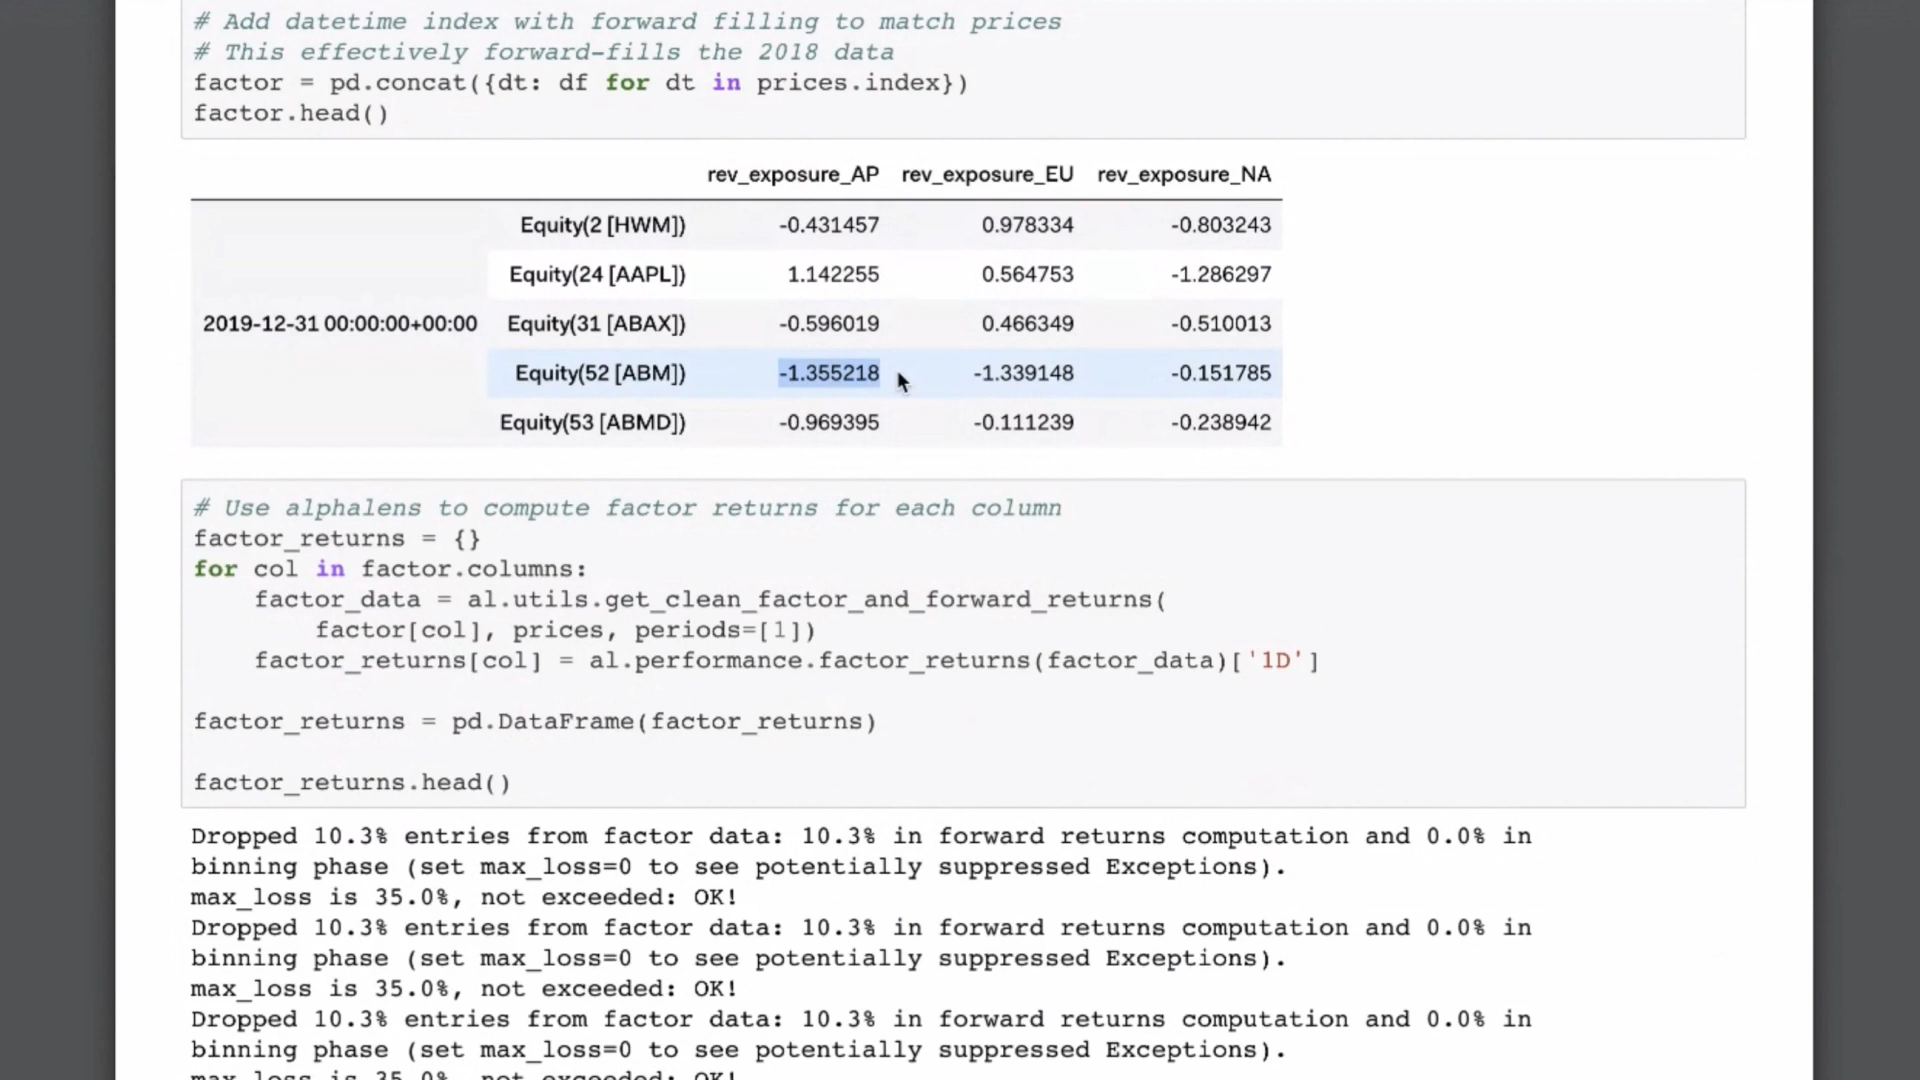 # Add datetime index with forward filling to match prices
# This effectively forward-fills the 2018 data
factor = pd.concat({dt: df for dt in prices.index})
factor.head()
rev_exposure_AP rev_exposure_EU rev_exposure_NA
Equity(2 [HWM]) -0.431457 0.978334 -0.803243
Equity(24 [AAPL]) 1.142255 0.564753 -1.286297
2019-12-31 00:00:00+00:00 Equity(31 [ABAX]) -0.596019 0.466349 -0.510013
Equity(52 [ABM]) -1.355218 -1.339148 -0.151785
Equity(53 [ABMD]) -0.969395 -0.111239 -0.238942
# Use alphalens to compute factor returns for each column
factor_returns = {}
for col in factor.columns:
    factor_data = al.utils.get_clean_factor_and_forward_returns(
        factor[col], prices, periods=[1])
    factor_returns[col] = al.performance.factor_returns(factor_data)['1D']
factor_returns = pd.DataFrame(factor_returns)
factor_returns.head()
Dropped 10.3% entries from factor data: 10.3% in forward returns computation and 0.0% in
binning phase (set max_loss=0 to see potentially suppressed Exceptions).
max_loss is 35.0%, not exceeded: OK!
Dropped 10.3% entries from factor data: 10.3% in forward returns computation and 0.0% in
binning phase (set max_loss=0 to see potentially suppressed Exceptions).
max_loss is 35.0%, not exceeded: OK!
Dropped 10.3% entries from factor data: 10.3% in forward returns computation and 0.0% in
binning phase (set max_loss=0 to see potentially suppressed Exceptions).
max_loss is 35.0%, not exceeded: OK!